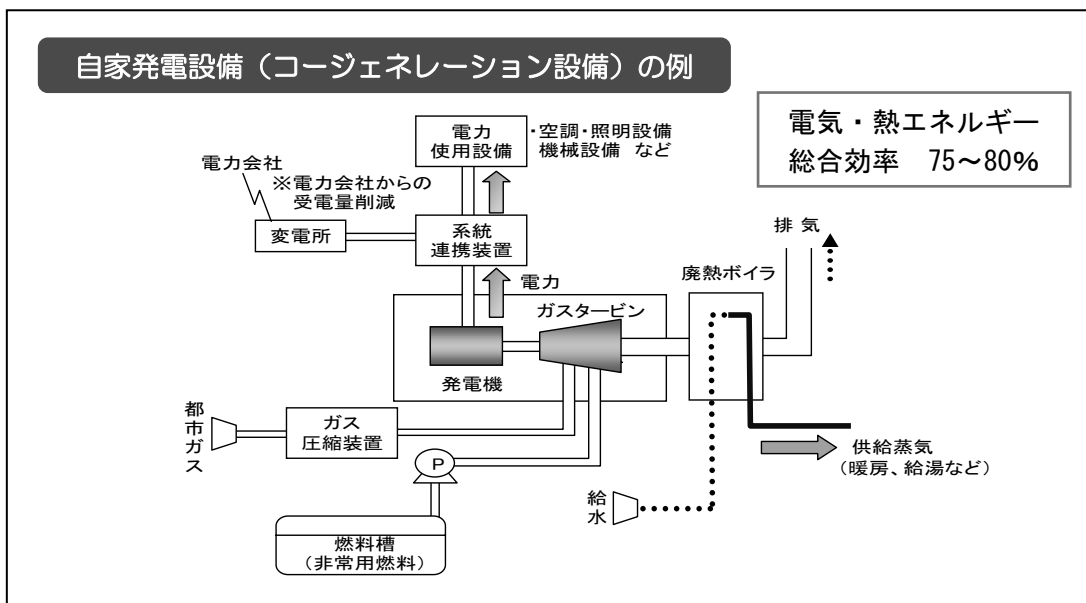 自家発電設備（コージェネレーション設備）の例
電気・熱エネルギー
総合効率　75～80%
電力
使用設備
・空調・照明設備
機械設備 など
電力会社
※電力会社からの
受電量削減
変電所
系統
連携装置
電力
排 気
廃熱ボイラ
ガスタービン
発電機
都市ガス
ガス
圧縮装置
P
供給蒸気
（暖房、給湯など）
給水
燃料槽
（非常用燃料）